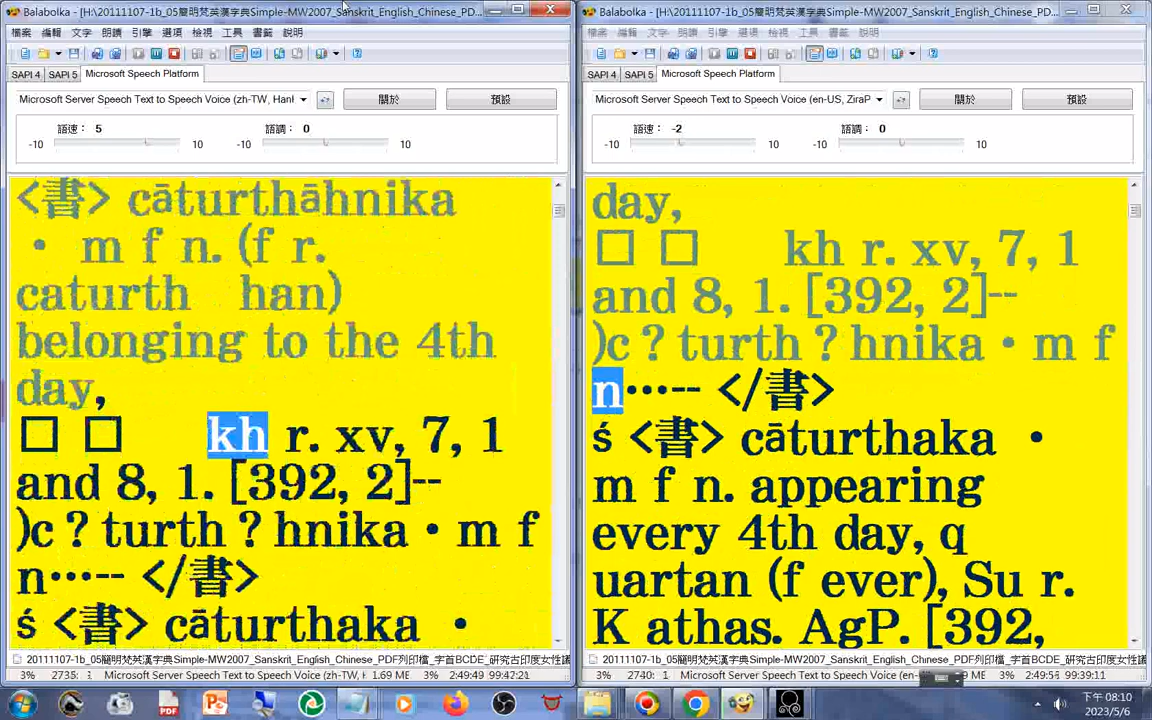 Balabolka - [H:\20111107-1b_05簡明梵英漢字典Simple-MW2007_Sanskrit_English_Chinese_PD...
檔案 編輯 文字 朗讀 引擎 選項 檢視 工具 書籤 說明
SAPI 4 SAPI 5 Microsoft Speech Platform
Microsoft Server Speech Text to Speech Voice (zh-TW, Hanl
關於 預設
語速： 5 語調： 0
-10 10 -10 10
<書> cāturthāhnika
• m f n. (f r.
caturth han)
belonging to the 4th
day,
□ □ kh r. xv, 7, 1
and 8, 1. [392, 2]--
)c ? turth ? hnika • m f
n···-- </書>
ś <書> cāturthaka •
20111107-1b_05簡明梵英漢字典Simple-MW2007_Sanskrit_English_Chinese_PDF列印檔_字首BCDE_研究古印度女性議
3% 2735: Microsoft Server Speech Text to Speech Voice (zh-TW, 1.69 ME 3% 2:49:49 99:42:21
Balabolka - [H:\20111107-1b_05簡明梵英漢字典Simple-MW2007_Sanskrit_English_Chinese_PD...
檔案 編輯 文字 朗讀 引擎 選項 檢視 工具 書籤 說明
SAPI 4 SAPI 5 Microsoft Speech Platform
Microsoft Server Speech Text to Speech Voice (en-US, ZiraP
關於 預設
語速： -2 語調： 0
-10 10 -10 10
day,
□ □ kh r. xv, 7, 1
and 8, 1. [392, 2]--
)c ? turth ? hnika • m f
n···-- </書>
ś <書> cāturthaka •
m f n. appearing
every 4th day, q
uartan (f ever), Su r.
K athas. AgP. [392,
20111107-1b_05簡明梵英漢字典Simple-MW2007_Sanskrit_English_Chinese_PDF列印檔_字首BCDE_研究古印度女性議
3% 2740: Microsoft Server Speech Text to Speech Voice (en-U ME 3% 2:49:5 99:39:11
下午 08:10
2023/5/6